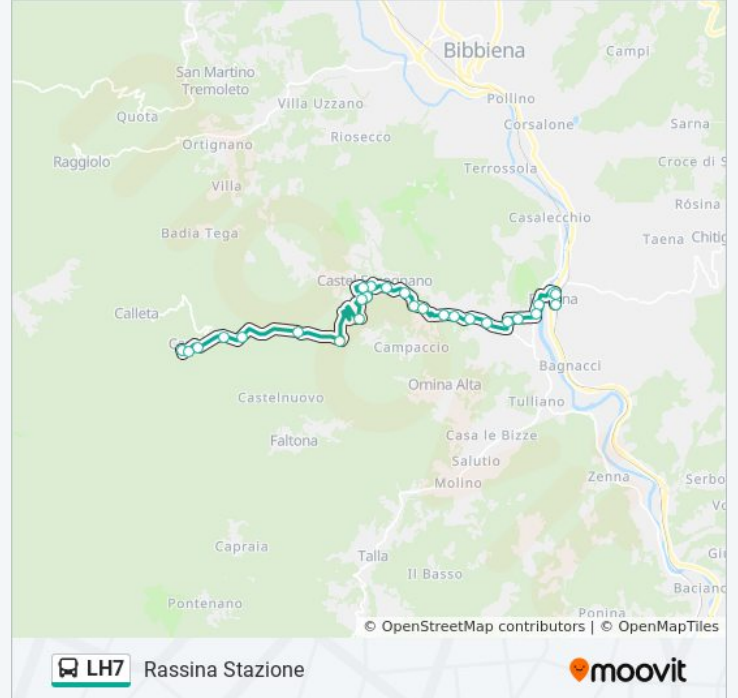 Bibbiena
Campi
San Martino
Tremoleto
Villa Uzzano
Pollino
Quota
Corsalone
Sarna
Ortignano
Riosecco
Raggiolo
Terrossola
Croce di S
Villa
Rósina
Casalecchio
Badia Tega
Taena
Chitig
Calleta
Campaccio
Bagnacci
Ornina Alta
Castelnuovo
Tulliano
Casa le Bizze
Faltona
Salutio
Molino
Zenna
Serbo
Capraia
Talla
Il Basso
Baciano
Pontenano
Ponina
© OpenStreetMap contributors | © OpenMapTiles
LH7 Rassina Stazione
moovit